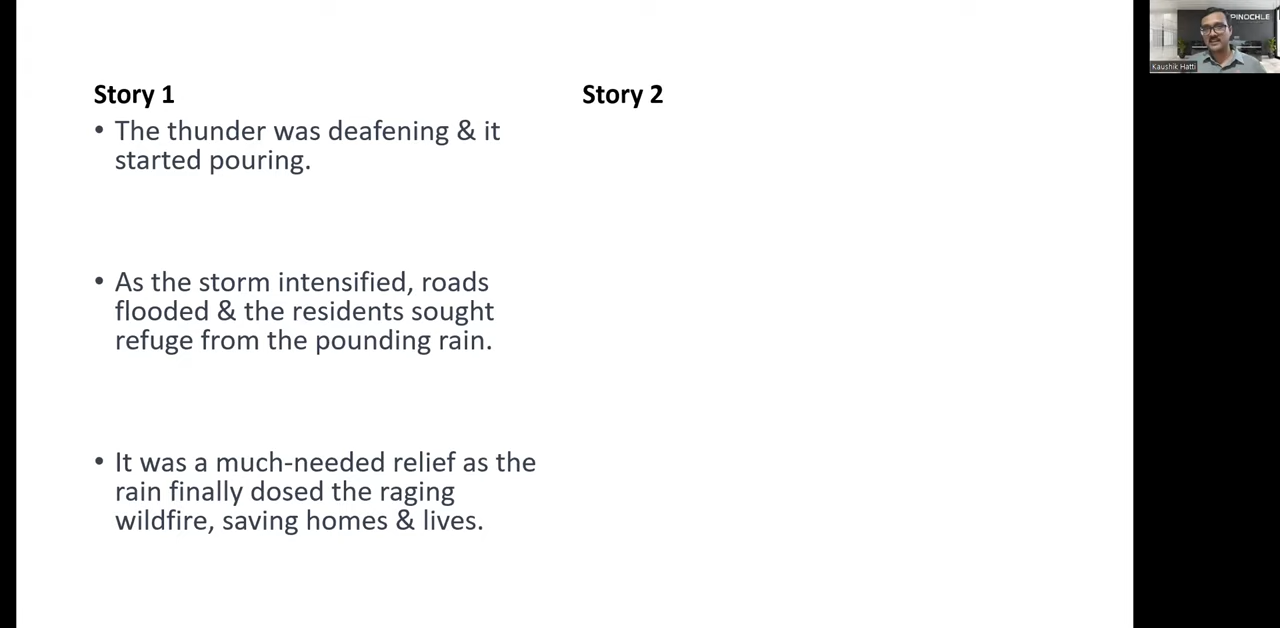 Story 1
• The thunder was deafening & it
started pouring.
• As the storm intensified, roads
flooded & the residents sought
refuge from the pounding rain.
• It was a much-needed relief as the
rain finally dosed the raging
wildfire, saving homes & lives.
Story 2
PINOCHLE
Kaushik Hatti